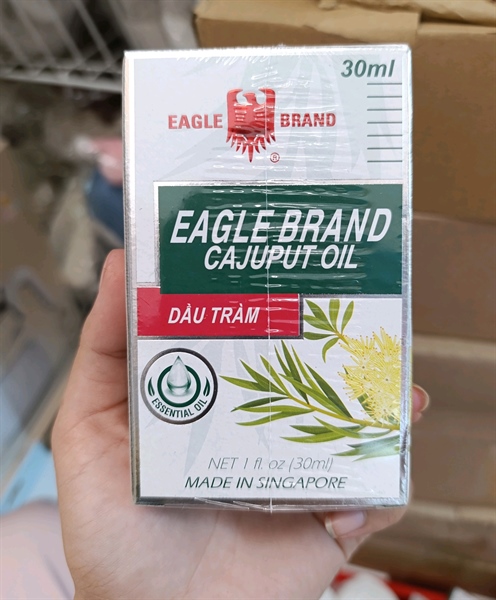 30ml
EAGLE BRAND
®
EAGLE BRAND
CAJUPUT OIL
DẦU TRÀM
ESSENTIAL OIL
NET 1 fl. oz (30ml)
MADE IN SINGAPORE